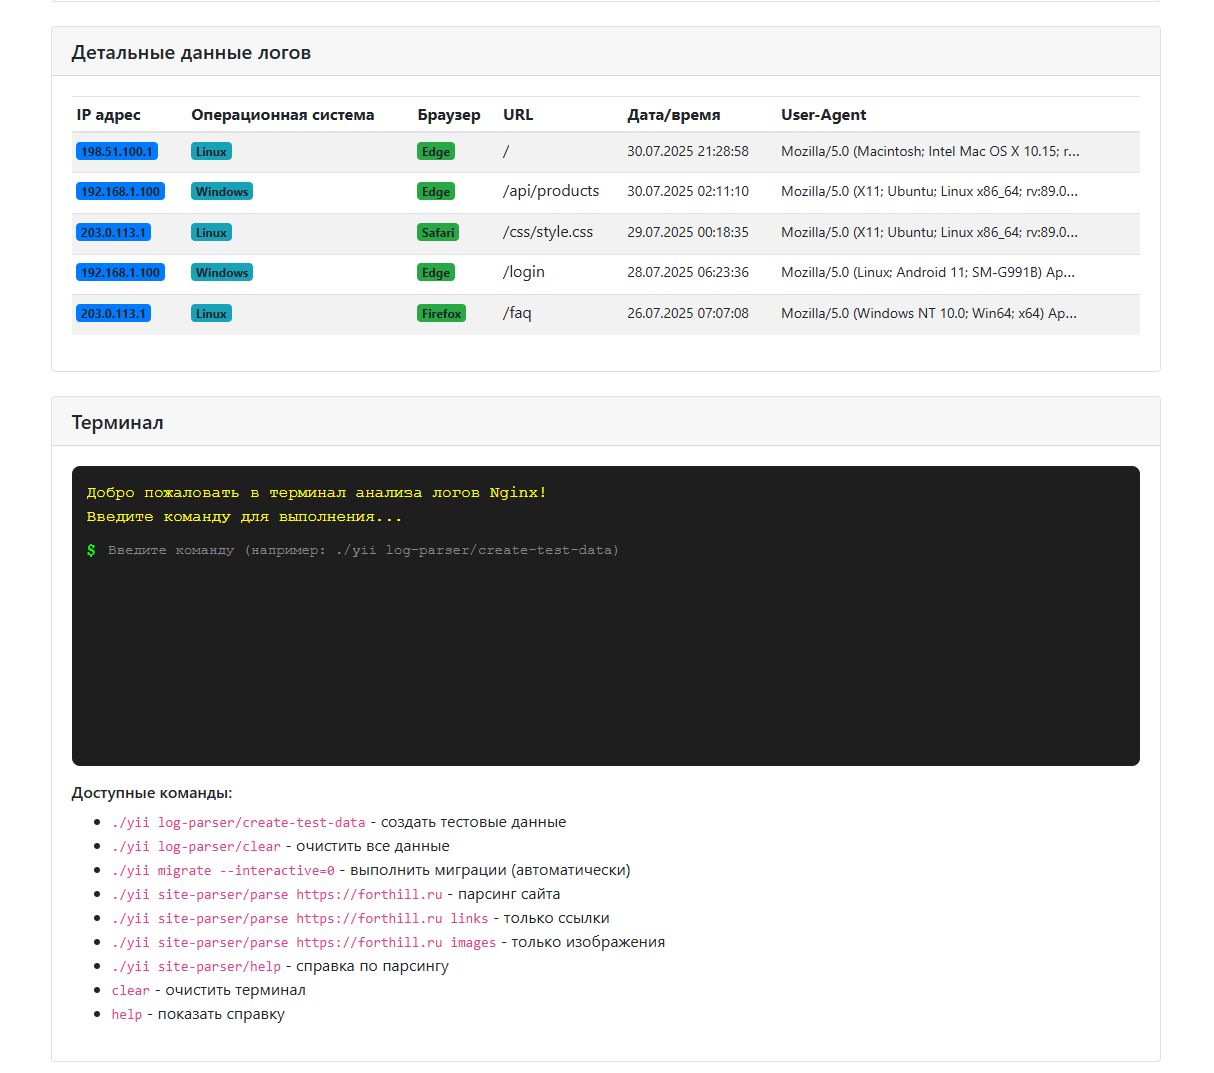 Детальные данные логов
IP адрес Операционная система Браузер URL Дата/время User-Agent
198.51.100.1 Linux Edge / 30.07.2025 21:28:58 Mozilla/5.0 (Macintosh; Intel Mac OS X 10.15; r...
192.168.1.100 Windows Edge /api/products 30.07.2025 02:11:10 Mozilla/5.0 (X11; Ubuntu; Linux x86_64; rv:89.0...
203.0.113.1 Linux Safari /css/style.css 29.07.2025 00:18:35 Mozilla/5.0 (X11; Ubuntu; Linux x86_64; rv:89.0...
192.168.1.100 Windows Edge /login 28.07.2025 06:23:36 Mozilla/5.0 (Linux; Android 11; SM-G991B) Ap...
203.0.113.1 Linux Firefox /faq 26.07.2025 07:07:08 Mozilla/5.0 (Windows NT 10.0; Win64; x64) Ap...
Терминал
Добро пожаловать в терминал анализа логов Nginx!
Введите команду для выполнения...
$ Введите команду (например: ./yii log-parser/create-test-data)
Доступные команды:
• ./yii log-parser/create-test-data - создать тестовые данные
• ./yii log-parser/clear - очистить все данные
• ./yii migrate --interactive=0 - выполнить миграции (автоматически)
• ./yii site-parser/parse https://forthill.ru - парсинг сайта
• ./yii site-parser/parse https://forthill.ru links - только ссылки
• ./yii site-parser/parse https://forthill.ru images - только изображения
• ./yii site-parser/help - справка по парсингу
• clear - очистить терминал
• help - показать справку